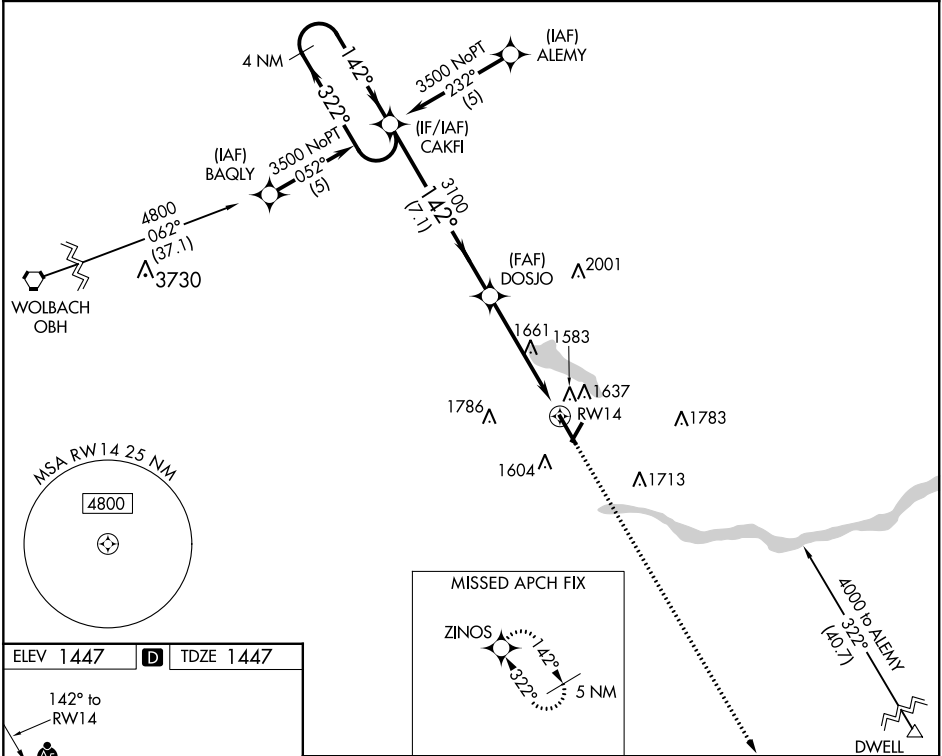 4 NM
142°
322°
(IAF)
ALEMY
3500 NoPT
232°
(5)
(IF/IAF)
CAKFI
(IAF)
BAQLY
3500 NoPT
052°
(5)
4800
062°
(37.1)
3730
WOLBACH
OBH
3100
142°
(7.1)
(FAF)
DOSJO
2001
1661
1583
1637
RW14
1786
1783
1604
1713
MSA RW14 25 NM
4800
MISSED APCH FIX
ZINOS
142°
322°
5 NM
4000 to ALEMY
322°
(40.7)
DWELL
ELEV 1447
D
TDZE 1447
142° to
RW14